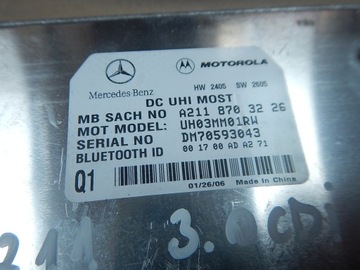 Mercedes-Benz
MOTOROLA
HW 2405 SW 2605
DC UHI MOST
MB SACH NO A211 870 32 26
MOT MODEL: UH03MM01RW
SERIAL NO DM70593043
BLUETOOTH ID 00 17 00 AD A2 71
Q1
01/26/06 Made In China
211 3.0 CDi